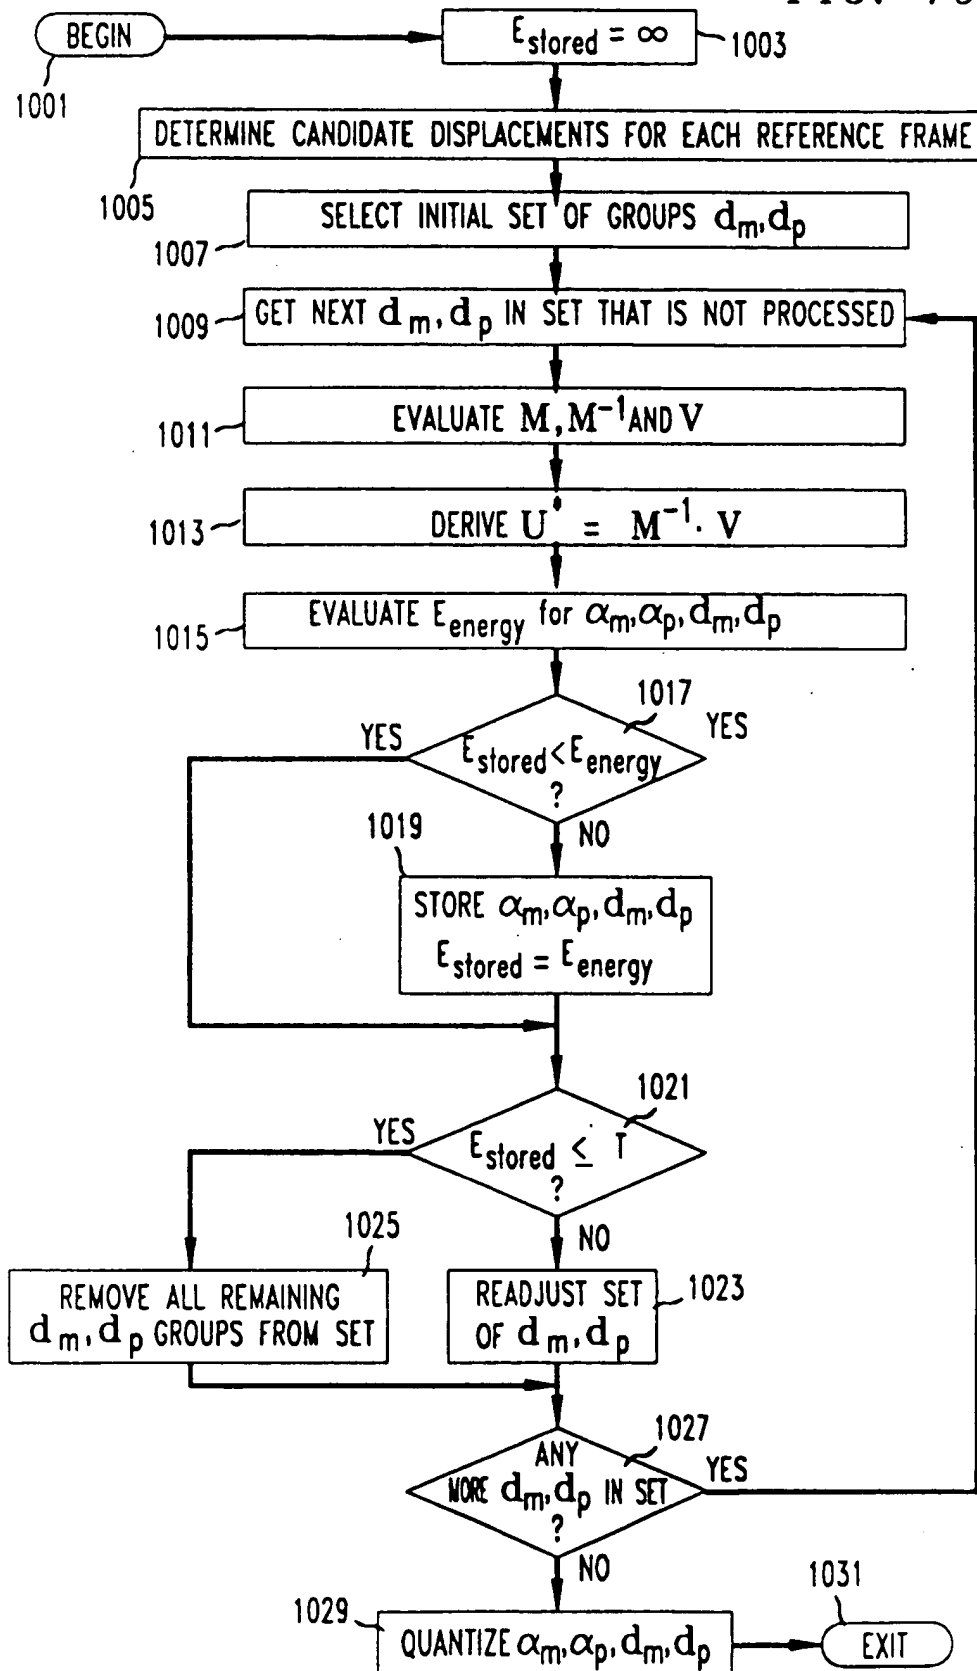 BEGIN
E_stored = ∞
1003
1001
DETERMINE CANDIDATE DISPLACEMENTS FOR EACH REFERENCE FRAME
1005
SELECT INITIAL SET OF GROUPS d_m, d_p
1007
GET NEXT d_m, d_p IN SET THAT IS NOT PROCESSED
1009
EVALUATE M, M⁻¹ AND V
1011
DERIVE U* = M⁻¹ · V
1013
EVALUATE E_energy for α_m, α_p, d_m, d_p
1015
1017
YES
YES
E_stored < E_energy
?
NO
1019
STORE α_m, α_p, d_m, d_p
E_stored = E_energy
1021
YES
E_stored ≤ T
?
NO
1025
REMOVE ALL REMAINING
d_m, d_p GROUPS FROM SET
READJUST SET
OF d_m, d_p
1023
1027
ANY
MORE d_m, d_p IN SET
?
YES
NO
1029
QUANTIZE α_m, α_p, d_m, d_p
1031
EXIT